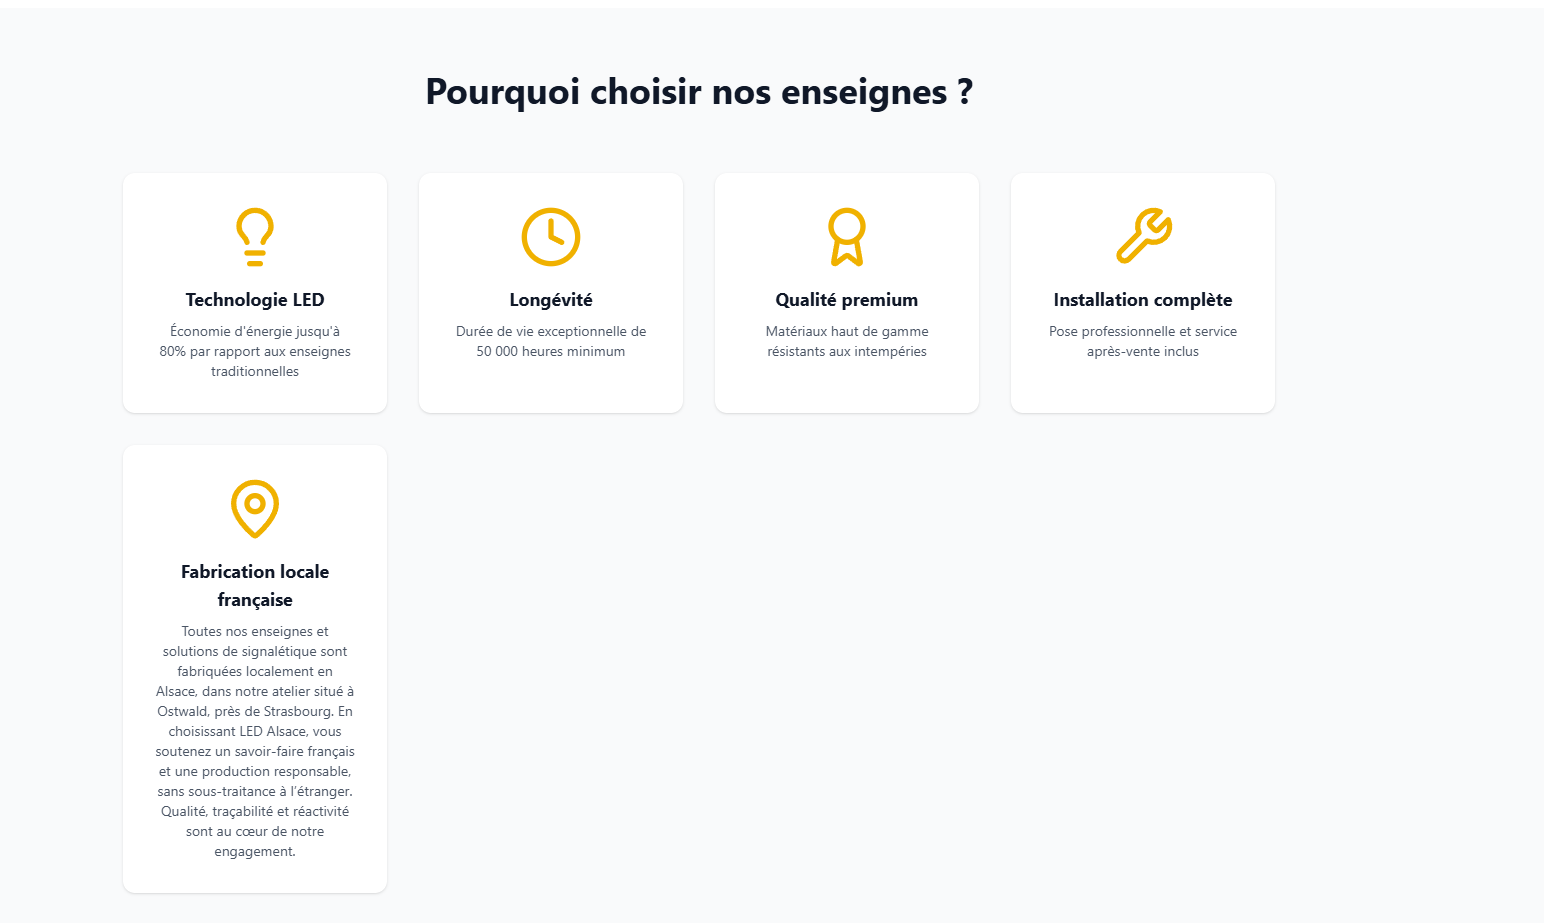 Pourquoi choisir nos enseignes ?
Technologie LED
Économie d'énergie jusqu'à
80% par rapport aux enseignes
traditionnelles
Longévité
Durée de vie exceptionnelle de
50 000 heures minimum
Qualité premium
Matériaux haut de gamme
résistants aux intempéries
Installation complète
Pose professionnelle et service
après-vente inclus
Fabrication locale
française
Toutes nos enseignes et
solutions de signalétique sont
fabriquées localement en
Alsace, dans notre atelier situé à
Ostwald, près de Strasbourg. En
choisissant LED Alsace, vous
soutenez un savoir-faire français
et une production responsable,
sans sous-traitance à l’étranger.
Qualité, traçabilité et réactivité
sont au cœur de notre
engagement.